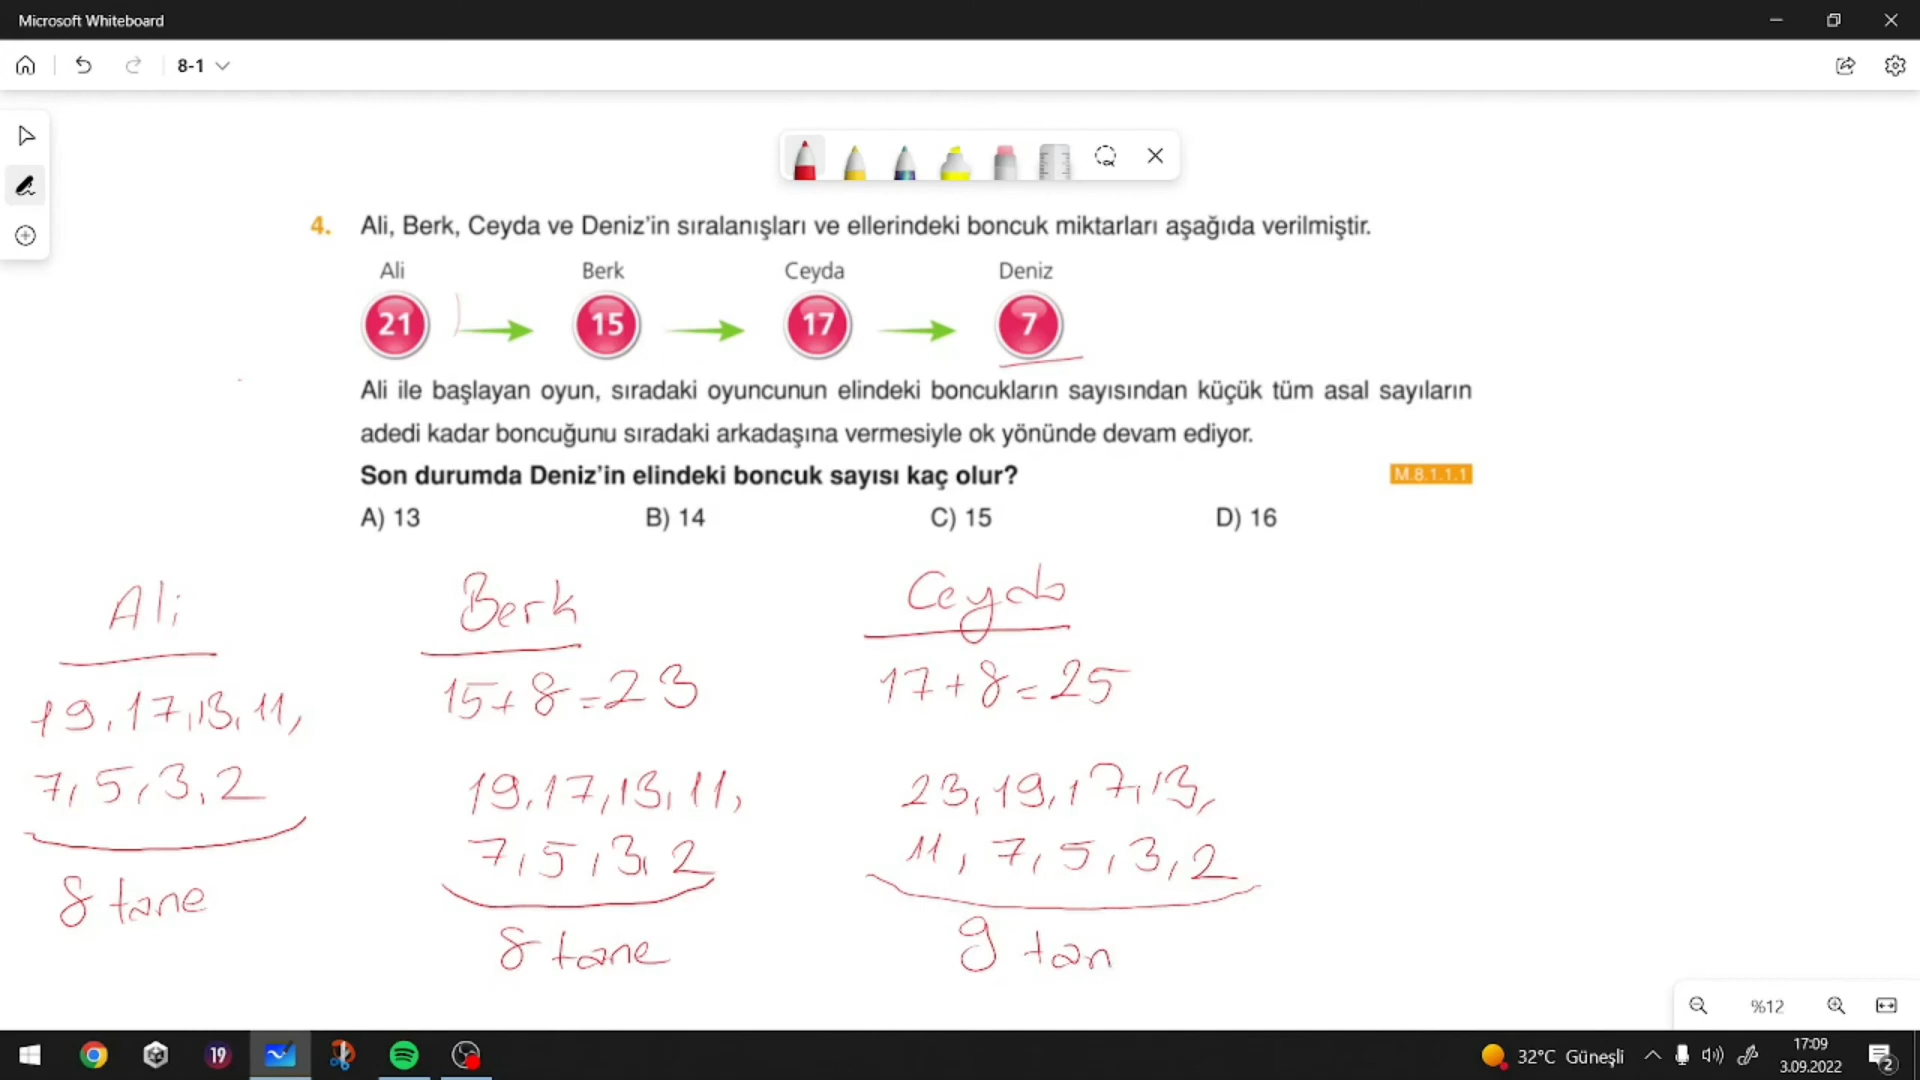 Microsoft Whiteboard
8-1
4. Ali, Berk, Ceyda ve Deniz'in sıralanışları ve ellerindeki boncuk miktarları aşağıda verilmiştir.
Ali Berk Ceyda Deniz
21 15 17 7
Ali ile başlayan oyun, sıradaki oyuncunun elindeki boncukların sayısından küçük tüm asal sayıların
adedi kadar boncuğunu sıradaki arkadaşına vermesiyle ok yönünde devam ediyor.
Son durumda Deniz'in elindeki boncuk sayısı kaç olur?
M.8.1.1.1
A) 13 B) 14 C) 15 D) 16
Ali
19, 17, 13, 11,
7, 5, 3, 2
8 tane
Berk
15+8=23
19, 17, 13, 11,
7, 5, 3, 2
8 tane
Ceyda
17+8=25
23, 19, 17, 13,
11, 7, 5, 3, 2
9 tan
%12
19
32°C Güneşli
17:09
3.09.2022
2